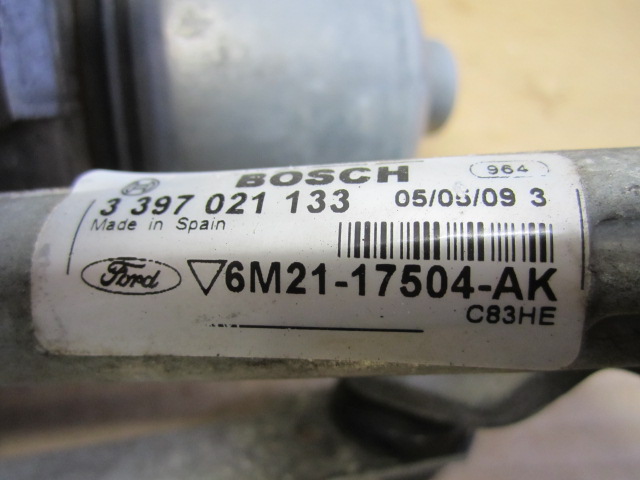 BOSCH 964
3 397 021 133 05/05/09 3
Made in Spain
Ford 6M21-17504-AK
C83HE